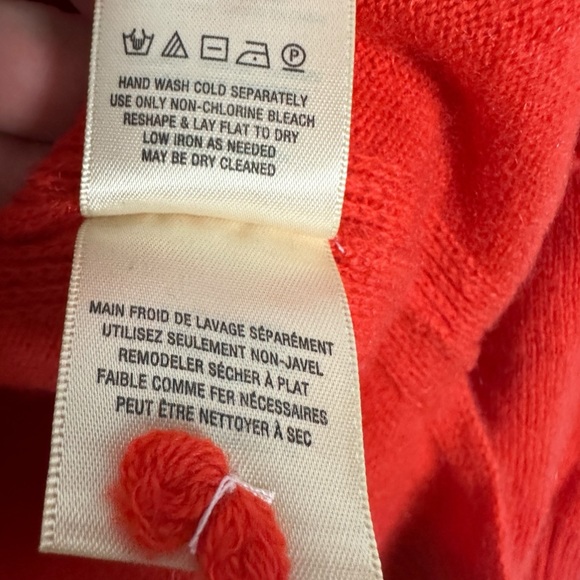 P
HAND WASH COLD SEPARATELY
USE ONLY NON-CHLORINE BLEACH
RESHAPE & LAY FLAT TO DRY
LOW IRON AS NEEDED
MAY BE DRY CLEANED
MAIN FROID DE LAVAGE SÉPARÉMENT
UTILISEZ SEULEMENT NON-JAVEL
REMODELER SÉCHER À PLAT
FAIBLE COMME FER NÉCESSAIRES
PEUT ÊTRE NETTOYER À SEC